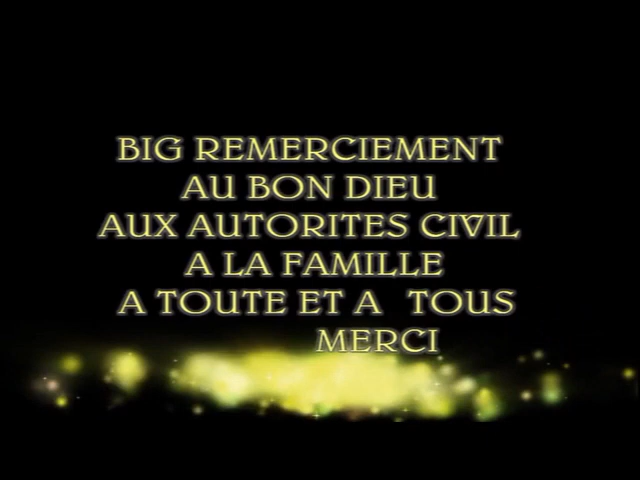 BIG REMERCIEMENT
AU BON DIEU
AUX AUTORITES CIVIL
A LA FAMILLE
A TOUTE ET A TOUS
MERCI